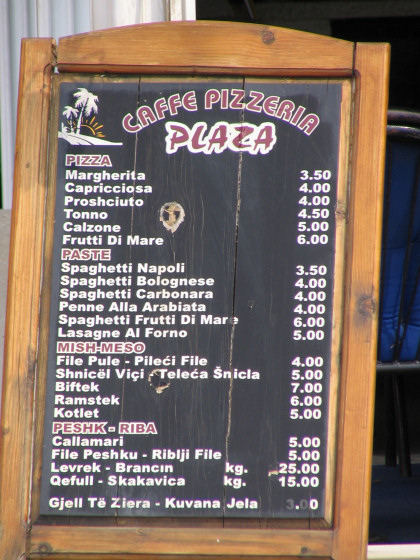 CAFFE PIZZERIA
PLAZA
PIZZA
Margherita 3.50
Capricciosa 4.00
Proshciuto 4.00
Tonno 4.50
Calzone 5.00
Frutti Di Mare 6.00
PASTE
Spaghetti Napoli 3.50
Spaghetti Bolognese 4.00
Spaghetti Carbonara 4.00
Penne Alla Arabiata 4.00
Spaghetti Frutti Di Mare 6.00
Lasagne Al Forno 5.00
MISH-MESO
File Pule - Pileći File 4.00
Shnicël Viçi - Teleća Šnicla 5.00
Biftek 7.00
Ramstek 6.00
Kotlet 5.00
PESHK - RIBA
Callamari 5.00
File Peshku - Riblji File 5.00
Levrek - Brancin kg. 25.00
Qefull - Skakavica kg. 15.00
Gjell Të Ziera - Kuvana Jela 3.00